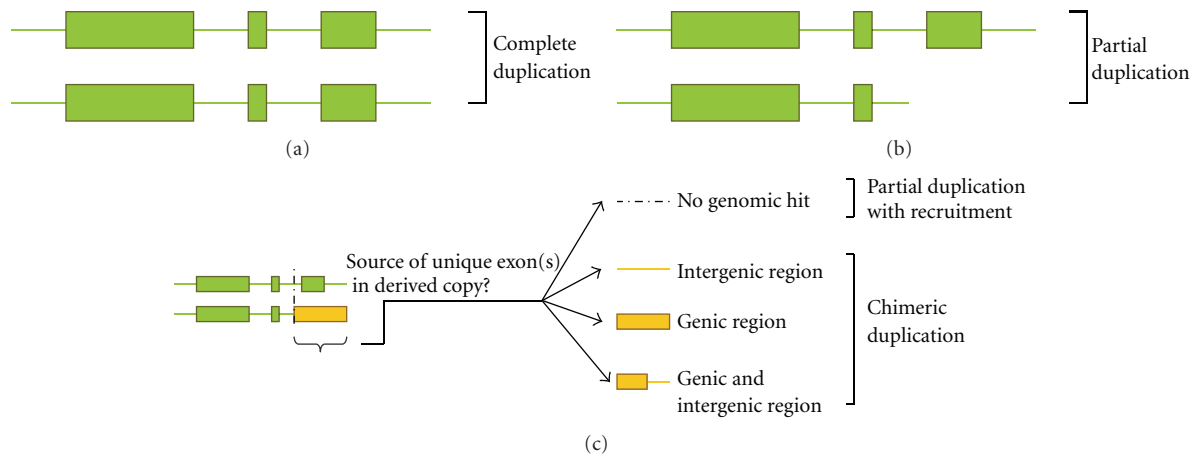 Complete
duplication
(a)
Partial
duplication
(b)
Source of unique exon(s)
in derived copy?
No genomic hit
Partial duplication
with recruitment
Intergenic region
Genic region
Genic and
intergenic region
Chimeric
duplication
(c)